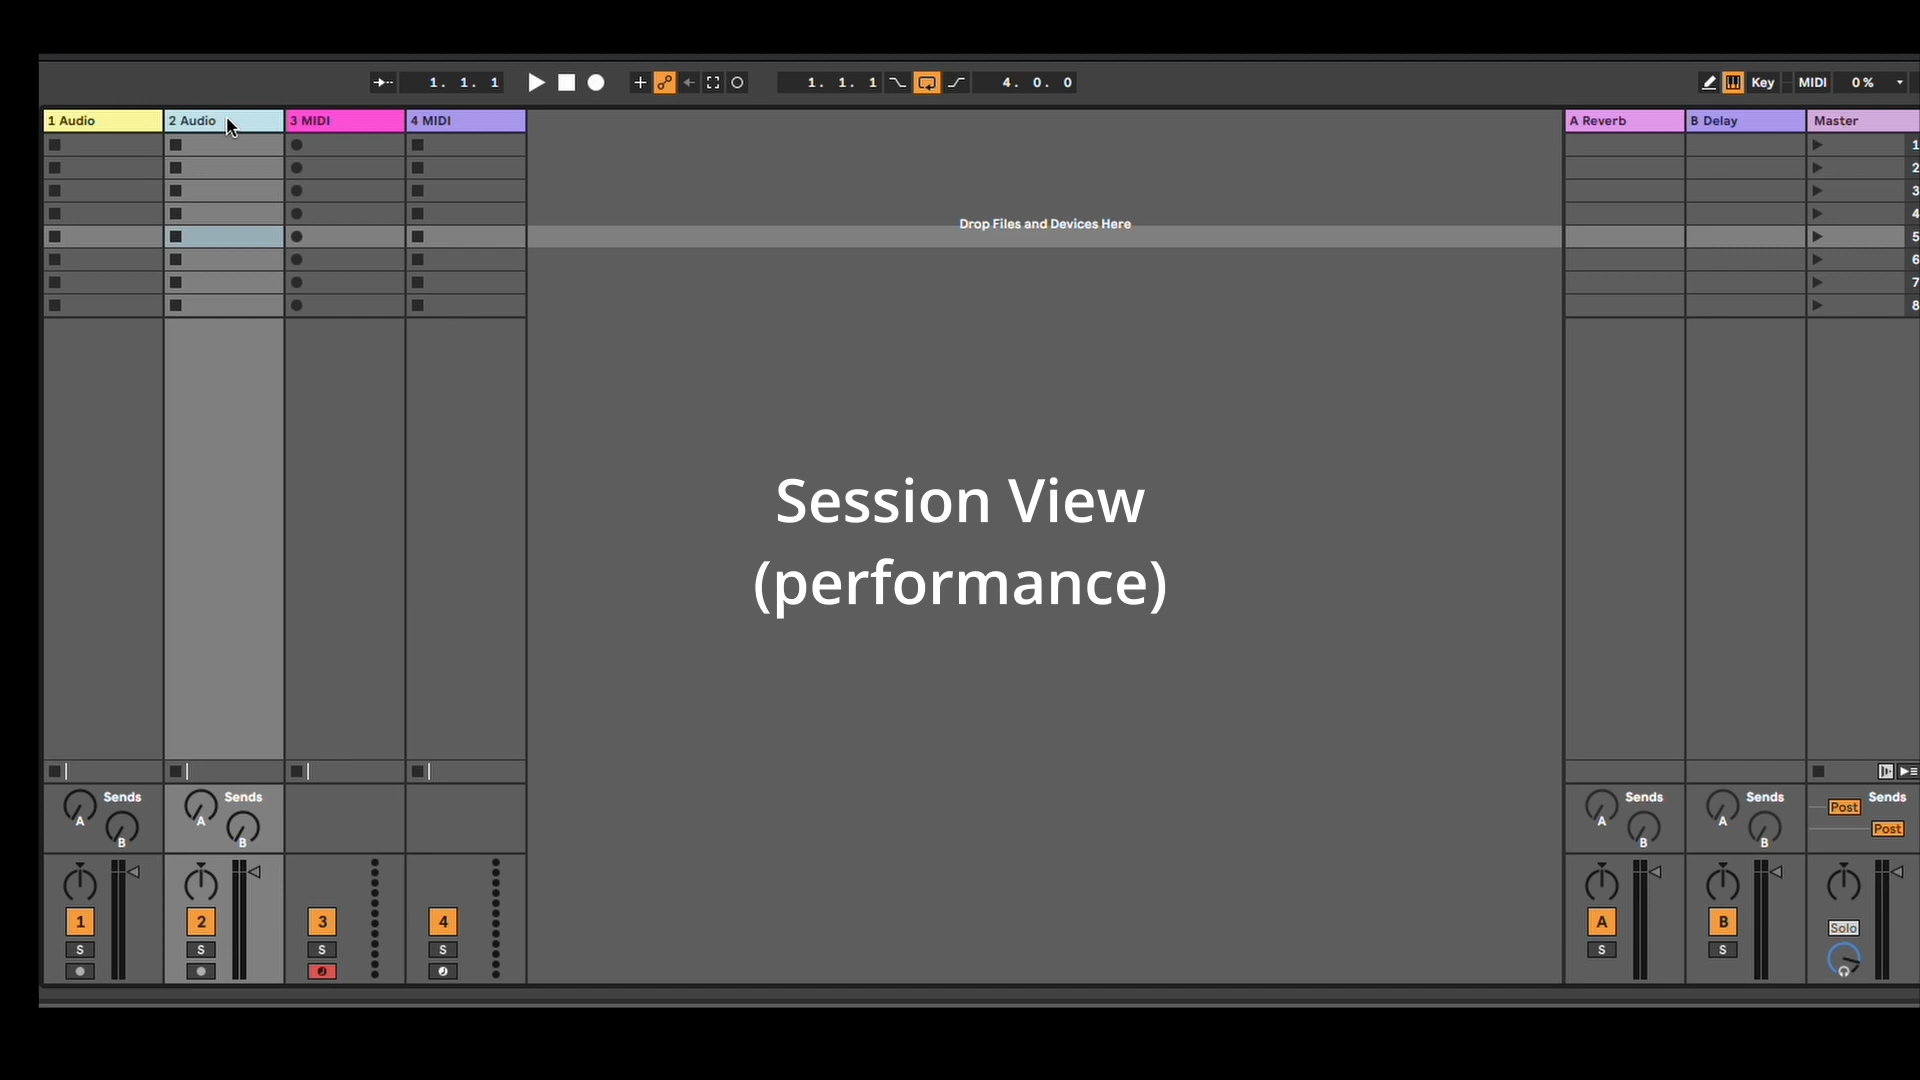 1. 1. 1
1. 1. 1
4. 0. 0
Key
MIDI
0 %
1 Audio
2 Audio
3 MIDI
4 MIDI
A Reverb
B Delay
Master
1
2
3
4
5
6
7
8
Drop Files and Devices Here
Session View
(performance)
Sends
A
B
Sends
A
B
Sends
A
B
Sends
A
B
Sends
Post
Post
1
2
3
4
A
B
Solo
S
S
S
S
S
S